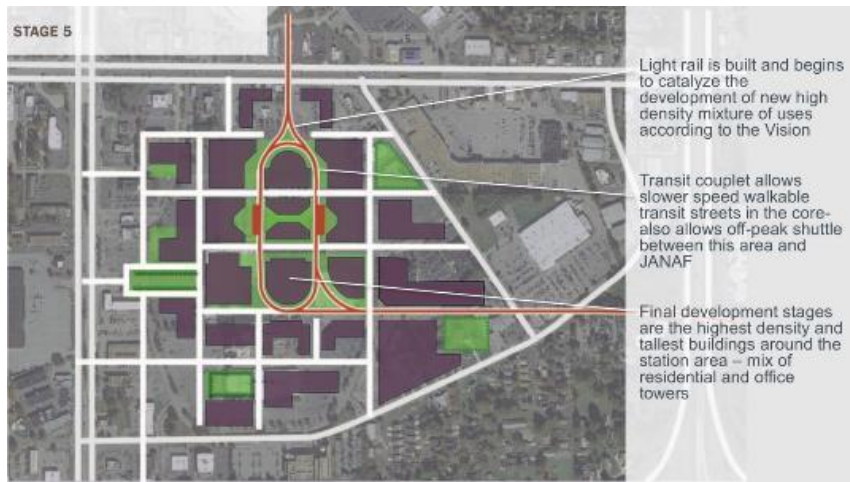 STAGE 5
Light rail is built and begins
to catalyze the
development of new high
density mixture of uses
according to the Vision
Transit couplet allows
slower speed walkable
transit streets in the core-
also allows off-peak shuttle
between this area and
JANAF
Final development stages
are the highest density and
tallest buildings around the
station area – mix of
residential and office
towers